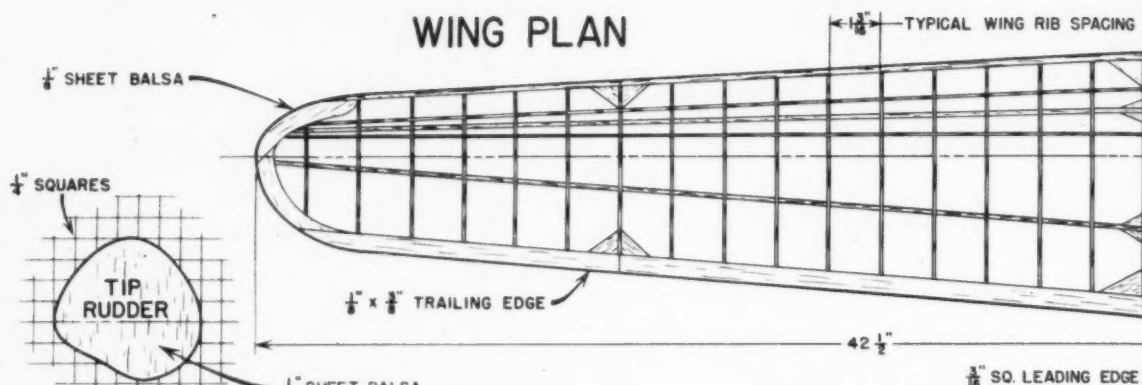 WING PLAN
1 3/16"
TYPICAL WING RIB SPACING
1/8" SHEET BALSA
1/4" SQUARES
TIP
RUDDER
1/8" x 3/8" TRAILING EDGE
42 1/2"
3/16" SQ. LEADING EDGE
SHEET BALSA